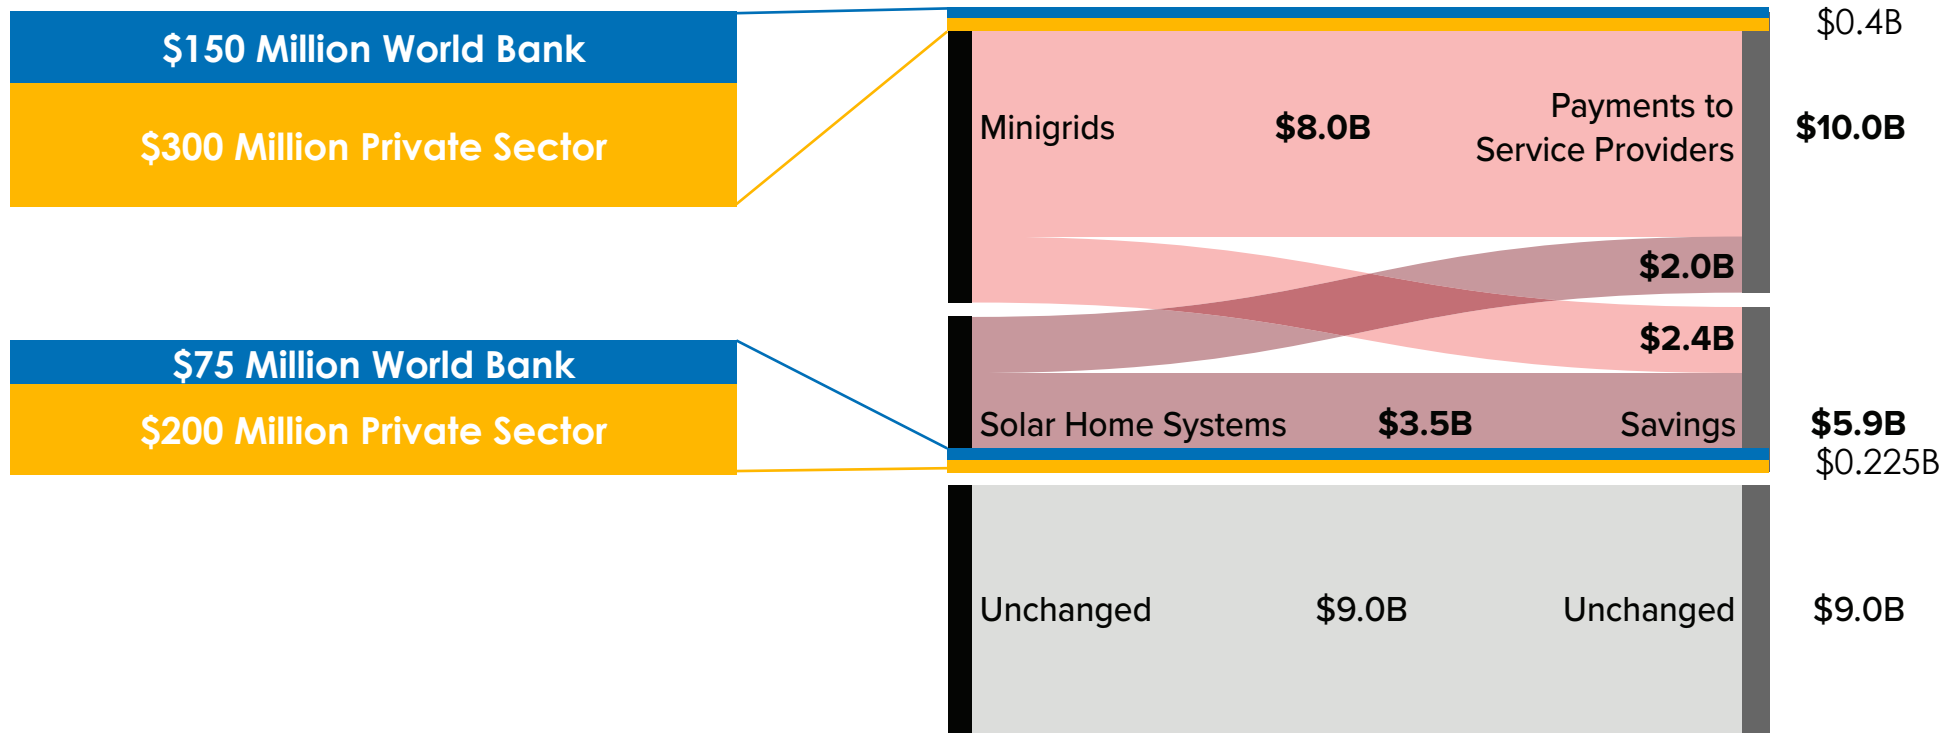 $150 Million World Bank
$300 Million Private Sector
$75 Million World Bank
$200 Million Private Sector
$0.4B
Minigrids $8.0B Payments to
Service Providers $10.0B
$2.0B
$2.4B
Solar Home Systems $3.5B Savings $5.9B
$0.225B
Unchanged $9.0B Unchanged $9.0B